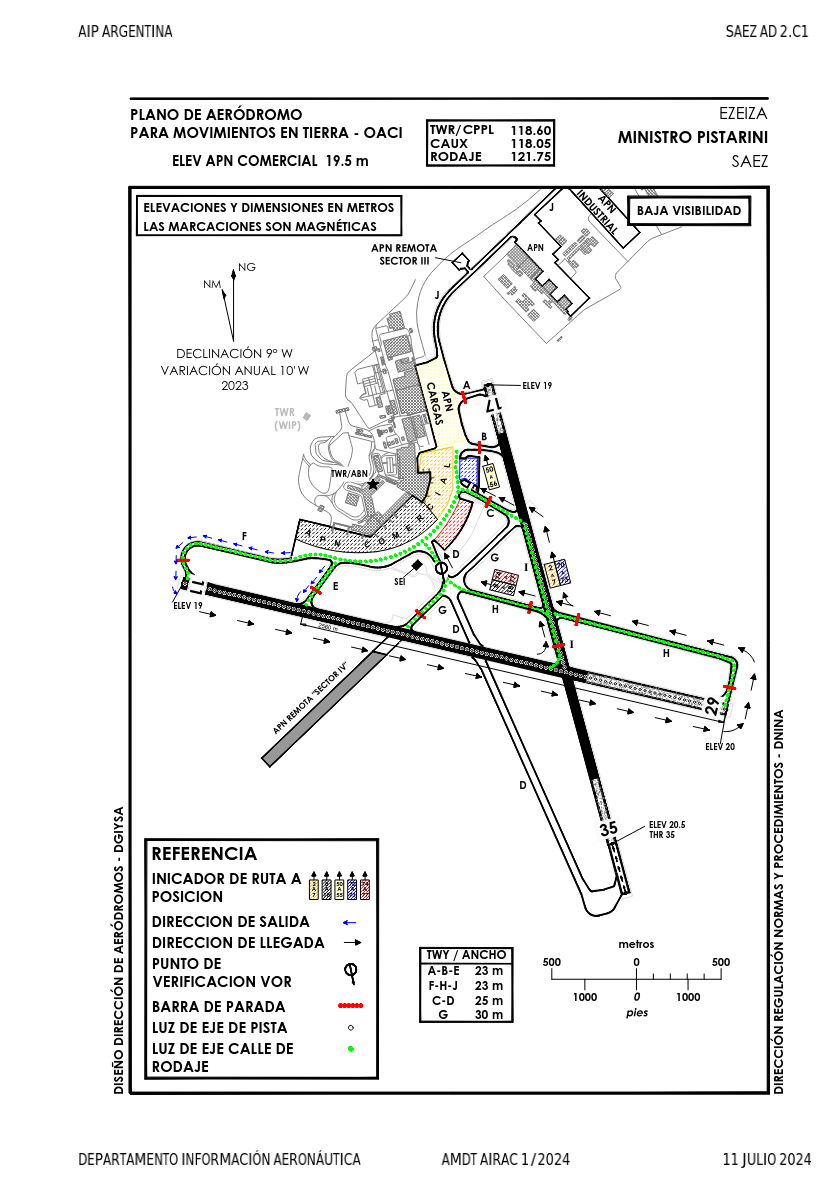 AIP ARGENTINA
SAEZ AD 2.C1
PLANO DE AERÓDROMO
PARA MOVIMIENTOS EN TIERRA - OACI
ELEV APN COMERCIAL 19.5 m
TWR/CPPL 118.60
CAUX 118.05
RODAJE 121.75
EZEIZA
MINISTRO PISTARINI
SAEZ
ELEVACIONES Y DIMENSIONES EN METROS
LAS MARCACIONES SON MAGNÉTICAS
BAJA VISIBILIDAD
APN INDUSTRIAL
J
APN
APN REMOTA
SECTOR III
J
NG
NM
DECLINACIÓN 9° W
VARIACIÓN ANUAL 10' W
2023
A
ELEV 19
17
APN CARGAS
TWR
(WIP)
B
TWR/ABN
50
A
56
C
APN COMERCIAL
F
D
G
I
SEI
E
ELEV 19
11
G
H
D
I
H
APN REMOTA "SECTOR IV"
29
ELEV 20
D
35
ELEV 20.5
THR 35
REFERENCIA
INICADOR DE RUTA A
POSICION
DIRECCION DE SALIDA
DIRECCION DE LLEGADA
PUNTO DE
VERIFICACION VOR
BARRA DE PARADA
LUZ DE EJE DE PISTA
LUZ DE EJE CALLE DE
RODAJE
TWY / ANCHO
A-B-E 23 m
F-H-J 23 m
C-D 25 m
G 30 m
metros
500 0 500
1000 0 1000
pies
DISEÑO DIRECCIÓN DE AERÓDROMOS - DGIYSA
DIRECCIÓN REGULACIÓN NORMAS Y PROCEDIMIENTOS - DNINA
DEPARTAMENTO INFORMACIÓN AERONÁUTICA
AMDT AIRAC 1/2024
11 JULIO 2024